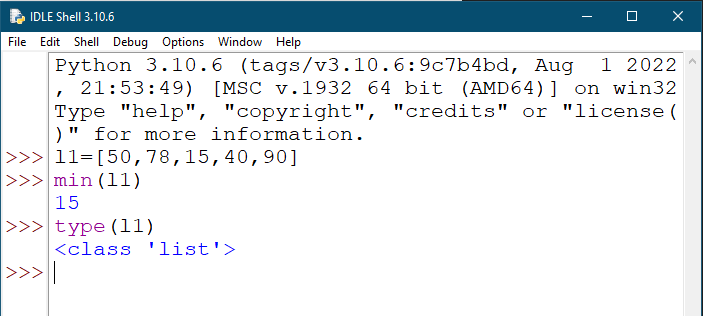 IDLE Shell 3.10.6
File Edit Shell Debug Options Window Help
Python 3.10.6 (tags/v3.10.6:9c7b4bd, Aug  1 2022
, 21:53:49) [MSC v.1932 64 bit (AMD64)] on win32
Type "help", "copyright", "credits" or "license(
)" for more information.
>>> l1=[50,78,15,40,90]
>>> min(l1)
15
>>> type(l1)
<class 'list'>
>>>